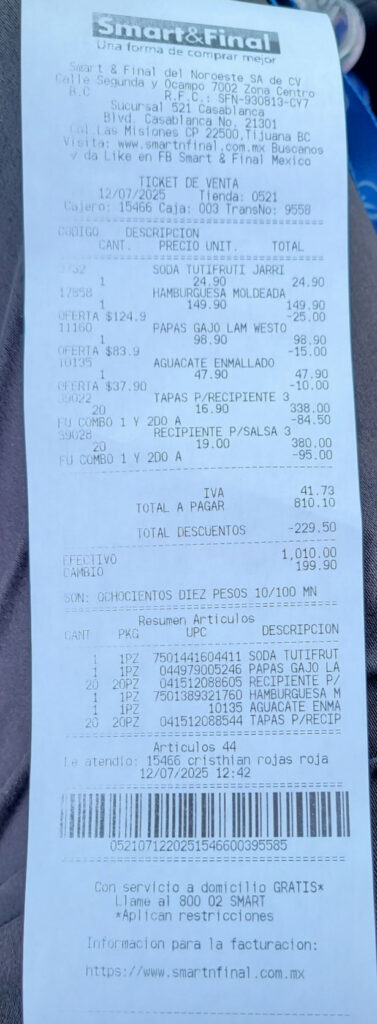 Smart&Final
Una forma de comprar mejor
Smart & Final del Noroeste SA de CV
Calle Segunda y Ocampo 7002 Zona Centro
B.C R.F.C.: SFN-930813-CY7
Sucursal 521 Casablanca
Blvd. Casablanca No. 21301
Col Las Misiones CP 22500,Tijuana BC
Visita: www.smartnfinal.com.mx Buscanos
y da Like en FB Smart & Final Mexico
TICKET DE VENTA
12/07/2025 Tienda: 0521
Cajero: 15466 Caja: 003 TransNo: 9558
CODIGO DESCRIPCION
CANT. PRECIO UNIT. TOTAL
SODA TUTIFRUTI JARRI
1 24.90 24.90
17858 HAMBURGUESA MOLDEADA
1 149.90 149.90
OFERTA $124.9 -25.00
11160 PAPAS GAJO LAM WESTO
1 98.90 98.90
OFERTA $83.9 -15.00
10135 AGUACATE ENMALLADO
1 47.90 47.90
OFERTA $37.90 -10.00
39022 TAPAS P/RECIPIENTE 3
20 16.90 338.00
FU COMBO 1 Y 2DO A -84.50
39028 RECIPIENTE P/SALSA 3
20 19.00 380.00
FU COMBO 1 Y 2DO A -95.00
IVA 41.73
TOTAL A PAGAR 810.10
TOTAL DESCUENTOS -229.50
EFECTIVO 1,010.00
CAMBIO 199.90
SON: OCHOCIENTOS DIEZ PESOS 10/100 MN
Resumen Articulos
CANT PKG UPC DESCRIPCION
1 1PZ 7501441604411 SODA TUTIFRUT
1 1PZ 044979005246 PAPAS GAJO LA
20 20PZ 041512088605 RECIPIENTE P/
1 1PZ 7501389321760 HAMBURGUESA M
1 1PZ 10135 AGUACATE ENMA
20 20PZ 041512088544 TAPAS P/RECIP
Articulos 44
Le atendio: 15466 cristhian rojas roja
12/07/2025 12:42
0521071220251546600395585
Con servicio a domicilio GRATIS*
Llame al 800 02 SMART
*Aplican restricciones
Informacion para la facturacion:
https://www.smartnfinal.com.mx